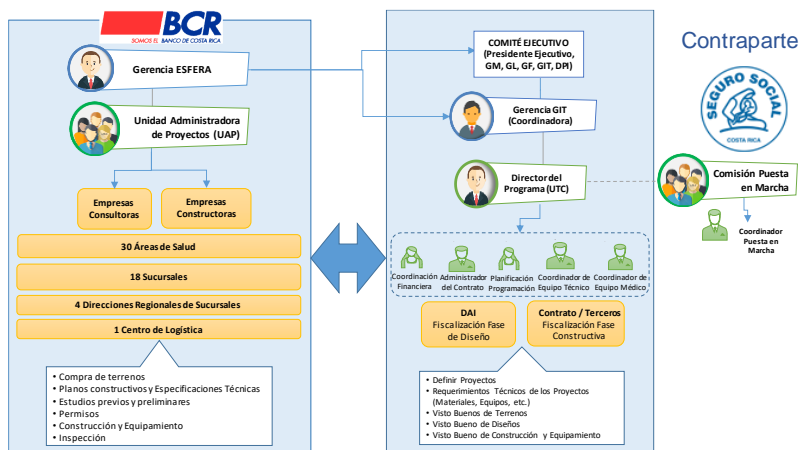 BCR
SOMOS EL BANCO DE COSTA RICA
Gerencia ESFERA
Unidad Administradora
de Proyectos (UAP)
Empresas
Consultoras
Empresas
Constructoras
30 Áreas de Salud
18 Sucursales
4 Direcciones Regionales de Sucursales
1 Centro de Logística
• Compra de terrenos
• Planos constructivos y Especificaciones Técnicas
• Estudios previos y preliminares
• Permisos
• Construcción y Equipamiento
• Inspección
COMITÉ EJECUTIVO
(Presidente Ejecutivo,
GM, GL, GF, GIT, DPI)
Gerencia GIT
(Coordinadora)
Director del
Programa (UTC)
Coordinación
Financiera
Administrador
del Contrato
Planificación
Programación
Coordinador de
Equipo Técnico
Coordinador de
Equipo Médico
DAI
Fiscalización Fase
de Diseño
Contrato / Terceros
Fiscalización Fase
Constructiva
• Definir Proyectos
• Requerimientos Técnicos de los Proyectos
(Materiales, Equipos, etc.)
• Visto Buenos de Terrenos
• Visto Bueno de Diseños
• Visto Bueno de Construcción y Equipamiento
Contraparte
SEGURO SOCIAL
COSTA RICA
Comisión Puesta
en Marcha
Coordinador
Puesta en
Marcha